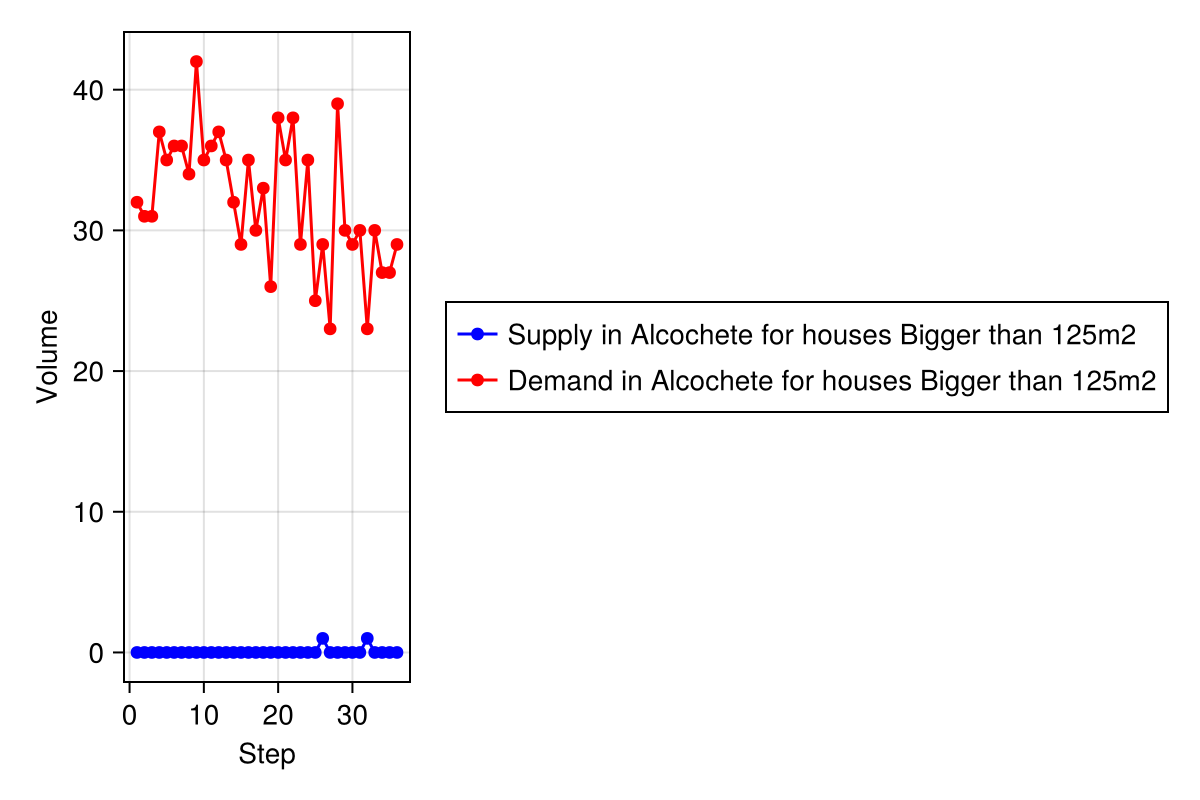 Volume
40
30
20
10
0
0 10 20 30
Step
Supply in Alcochete for houses Bigger than 125m2
Demand in Alcochete for houses Bigger than 125m2